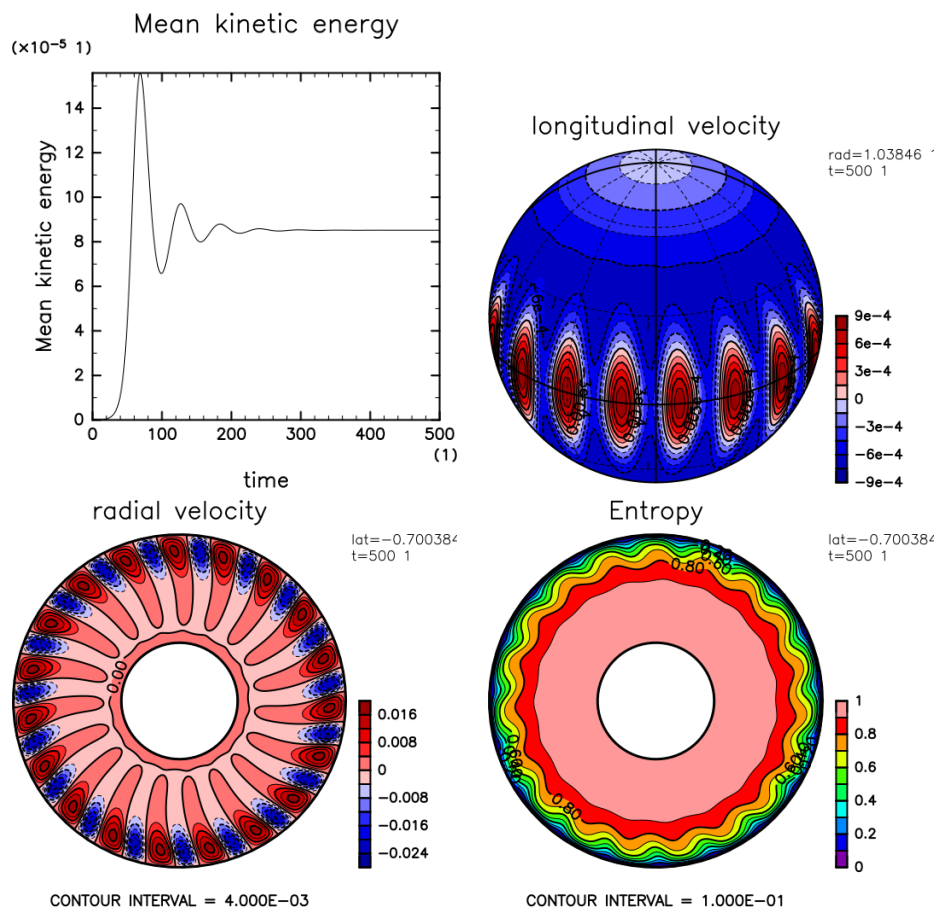 Mean kinetic energy
(×10⁻⁵ 1)
Mean kinetic energy
14
12
10
8
6
4
2
0
0 100 200 300 400 500
(1)
time
longitudinal velocity
rad=1.03846
t=500 1
9e-4
6e-4
3e-4
0
-3e-4
-6e-4
-9e-4
radial velocity
lat=-0.700384
t=500 1
0.00
0.016
0.008
0
-0.008
-0.016
-0.024
CONTOUR INTERVAL = 4.000E-03
Entropy
lat=-0.700384
t=500 1
0.80
0.80
1
0.8
0.6
0.4
0.2
0
CONTOUR INTERVAL = 1.000E-01